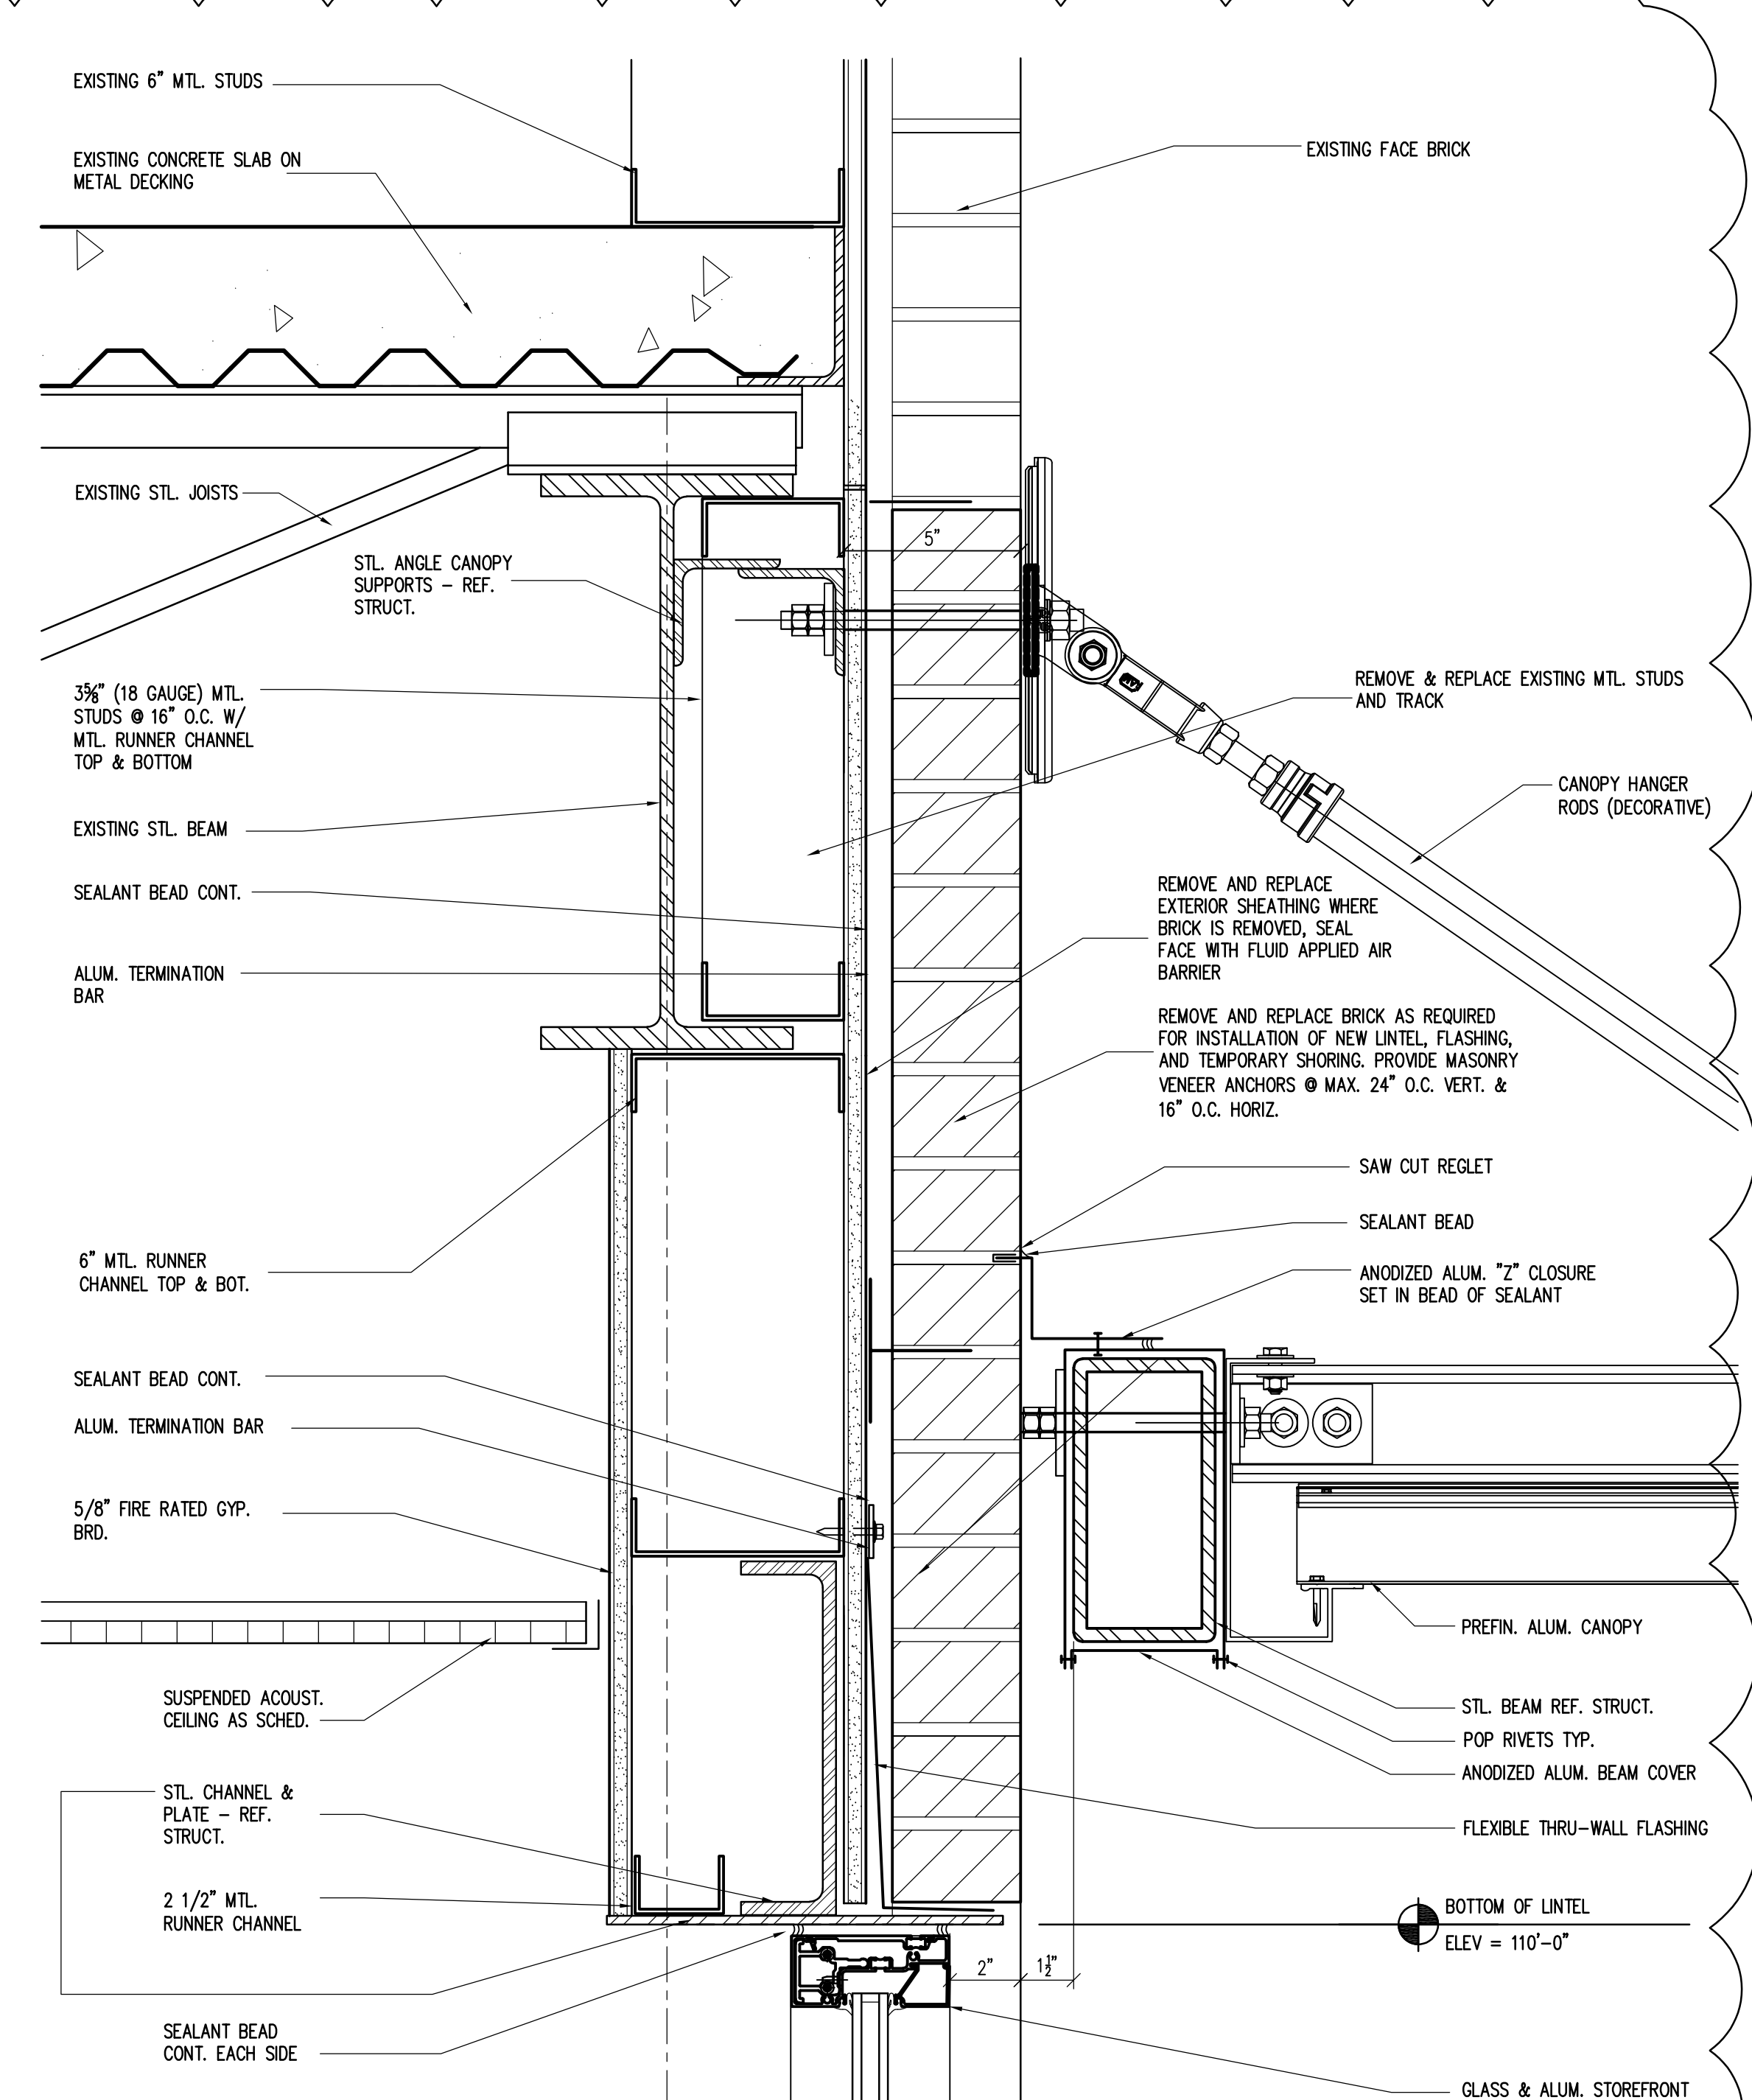 EXISTING 6" MTL. STUDS
EXISTING CONCRETE SLAB ON
METAL DECKING
EXISTING FACE BRICK
EXISTING STL. JOISTS
5"
STL. ANGLE CANOPY
SUPPORTS – REF.
STRUCT.
3⅝" (18 GAUGE) MTL.
STUDS @ 16" O.C. W/
MTL. RUNNER CHANNEL
TOP & BOTTOM
REMOVE & REPLACE EXISTING MTL. STUDS
AND TRACK
CANOPY HANGER
RODS (DECORATIVE)
EXISTING STL. BEAM
SEALANT BEAD CONT.
ALUM. TERMINATION
BAR
REMOVE AND REPLACE
EXTERIOR SHEATHING WHERE
BRICK IS REMOVED, SEAL
FACE WITH FLUID APPLIED AIR
BARRIER
REMOVE AND REPLACE BRICK AS REQUIRED
FOR INSTALLATION OF NEW LINTEL, FLASHING,
AND TEMPORARY SHORING. PROVIDE MASONRY
VENEER ANCHORS @ MAX. 24" O.C. VERT. &
16" O.C. HORIZ.
SAW CUT REGLET
SEALANT BEAD
6" MTL. RUNNER
CHANNEL TOP & BOT.
ANODIZED ALUM. "Z" CLOSURE
SET IN BEAD OF SEALANT
SEALANT BEAD CONT.
ALUM. TERMINATION BAR
5/8" FIRE RATED GYP.
BRD.
PREFIN. ALUM. CANOPY
SUSPENDED ACOUST.
CEILING AS SCHED.
STL. BEAM REF. STRUCT.
POP RIVETS TYP.
ANODIZED ALUM. BEAM COVER
STL. CHANNEL &
PLATE – REF.
STRUCT.
FLEXIBLE THRU–WALL FLASHING
2 1/2" MTL.
RUNNER CHANNEL
BOTTOM OF LINTEL
ELEV = 110'–0"
2"
1½"
SEALANT BEAD
CONT. EACH SIDE
GLASS & ALUM. STOREFRONT